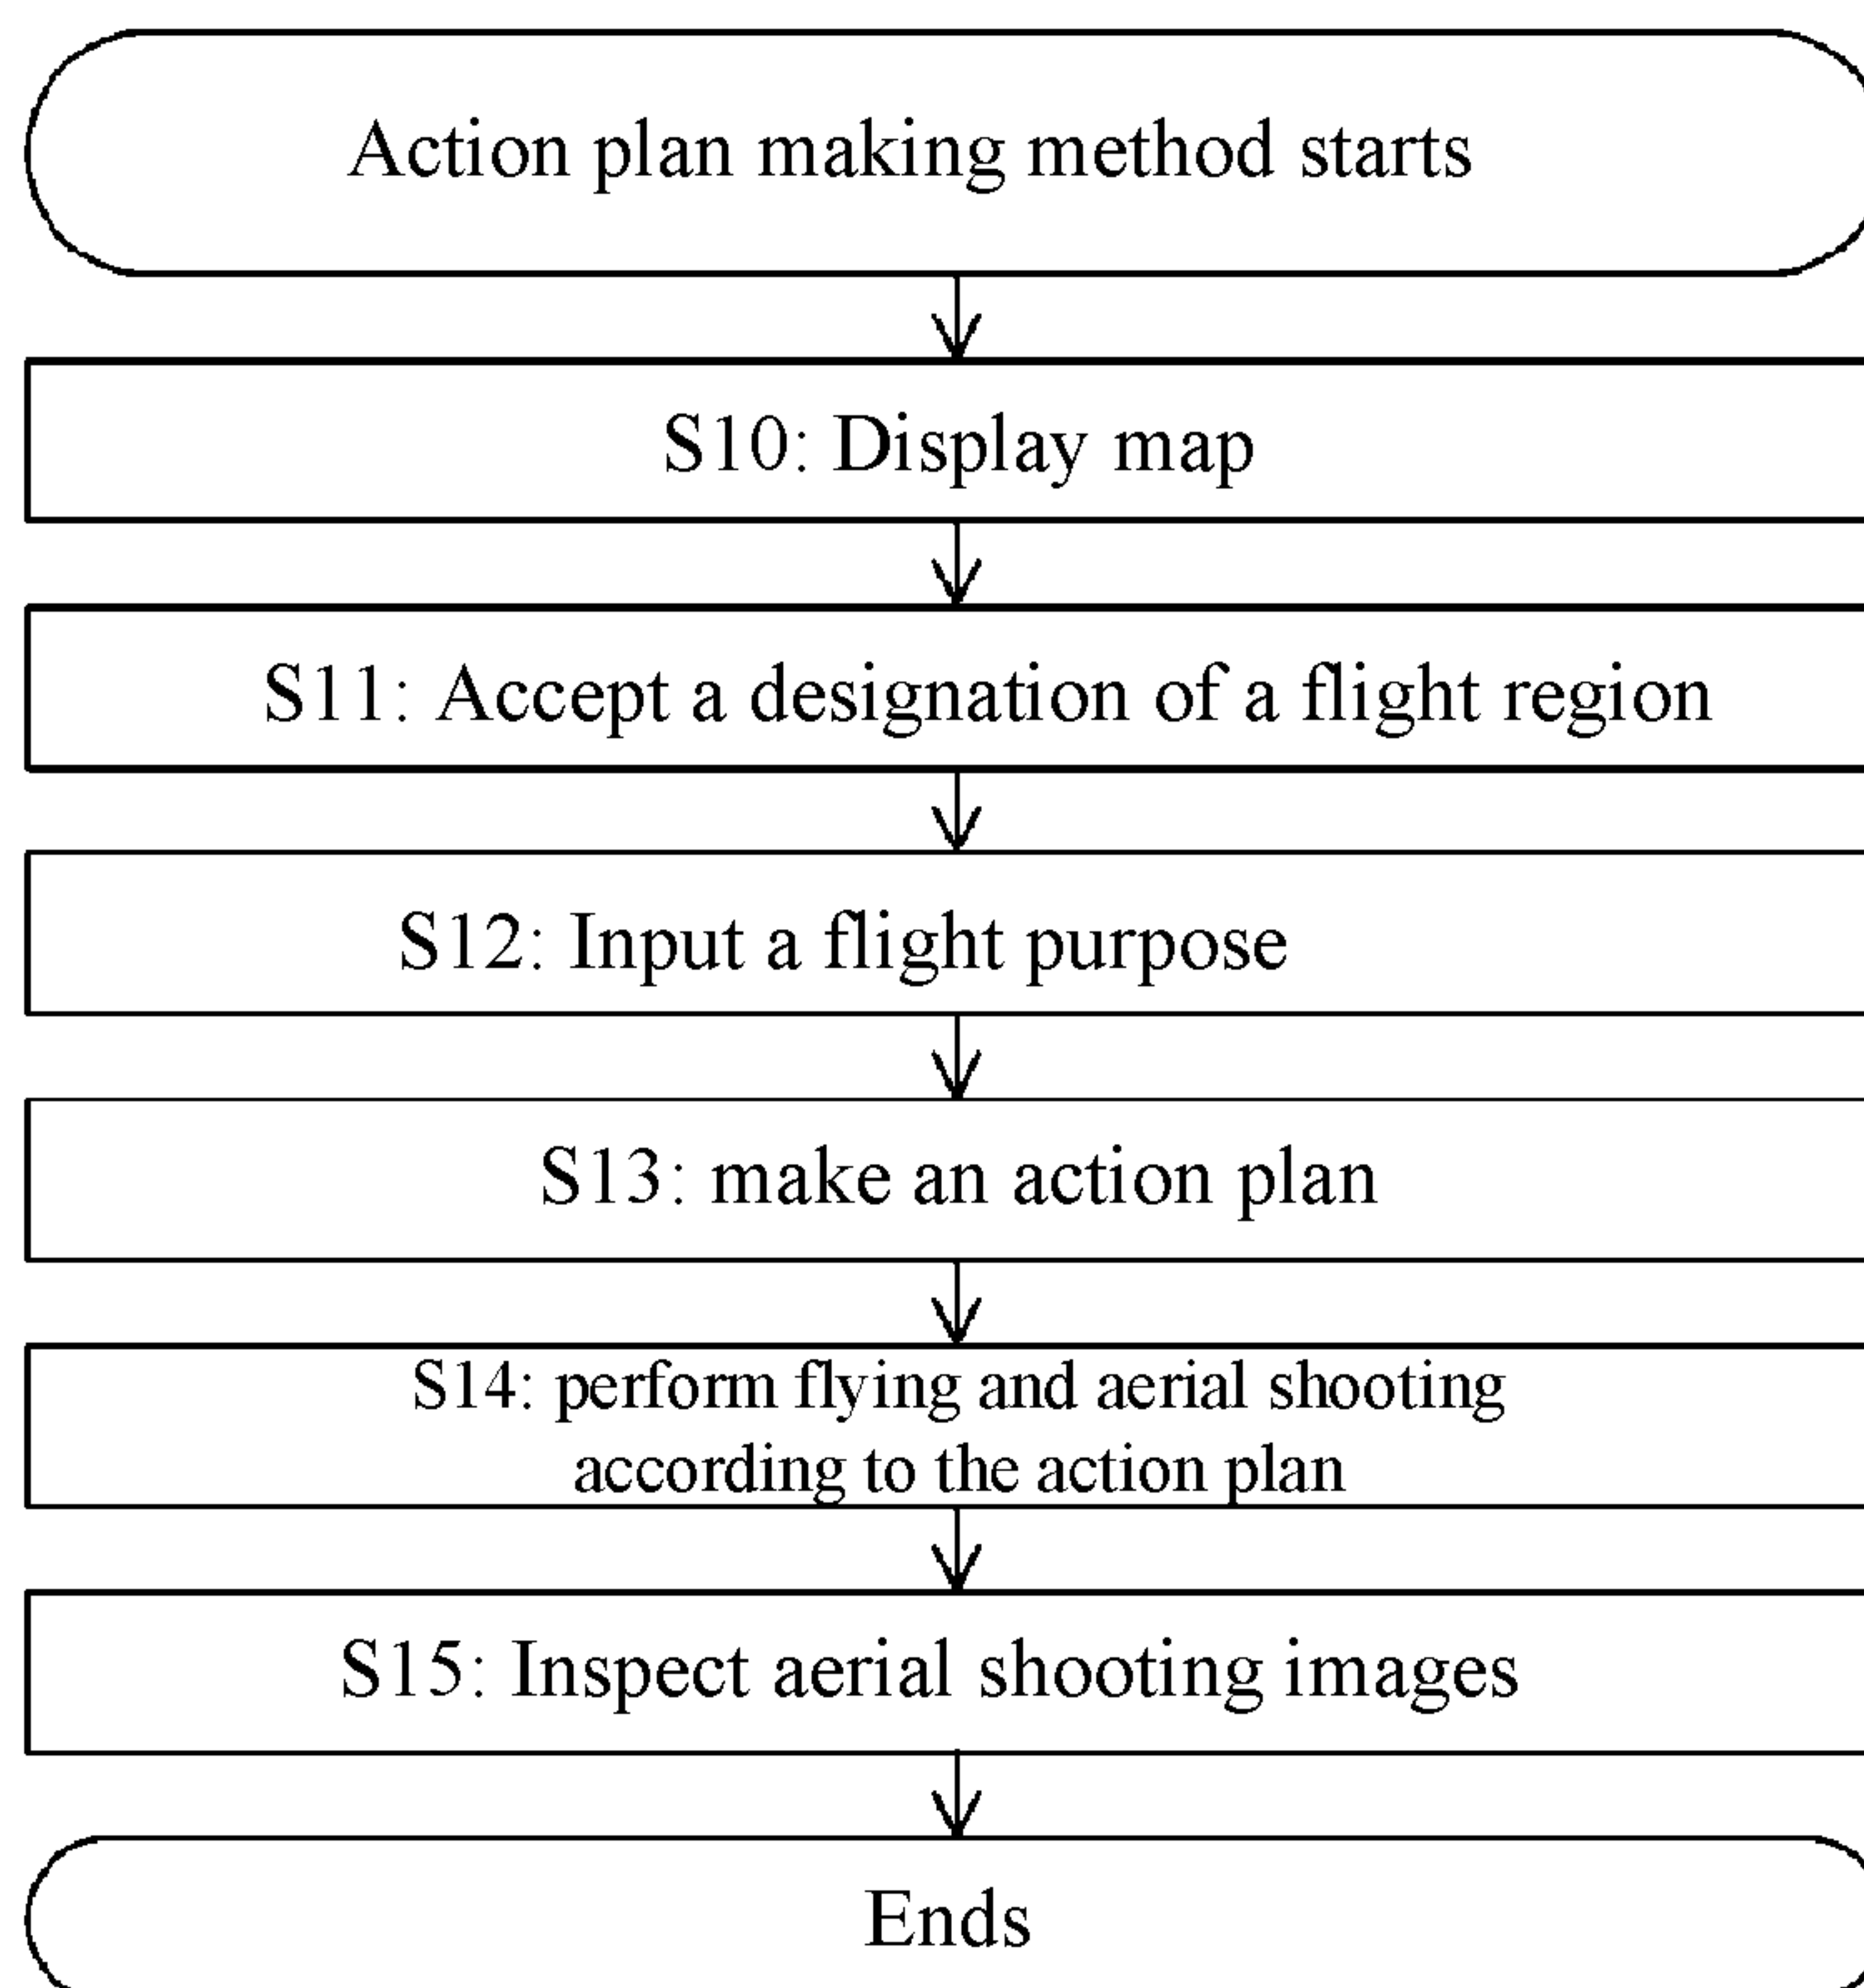 Action plan making method starts
S10: Display map
S11: Accept a designation of a flight region
S12: Input a flight purpose
S13: make an action plan
S14: perform flying and aerial shooting
according to the action plan
S15: Inspect aerial shooting images
Ends